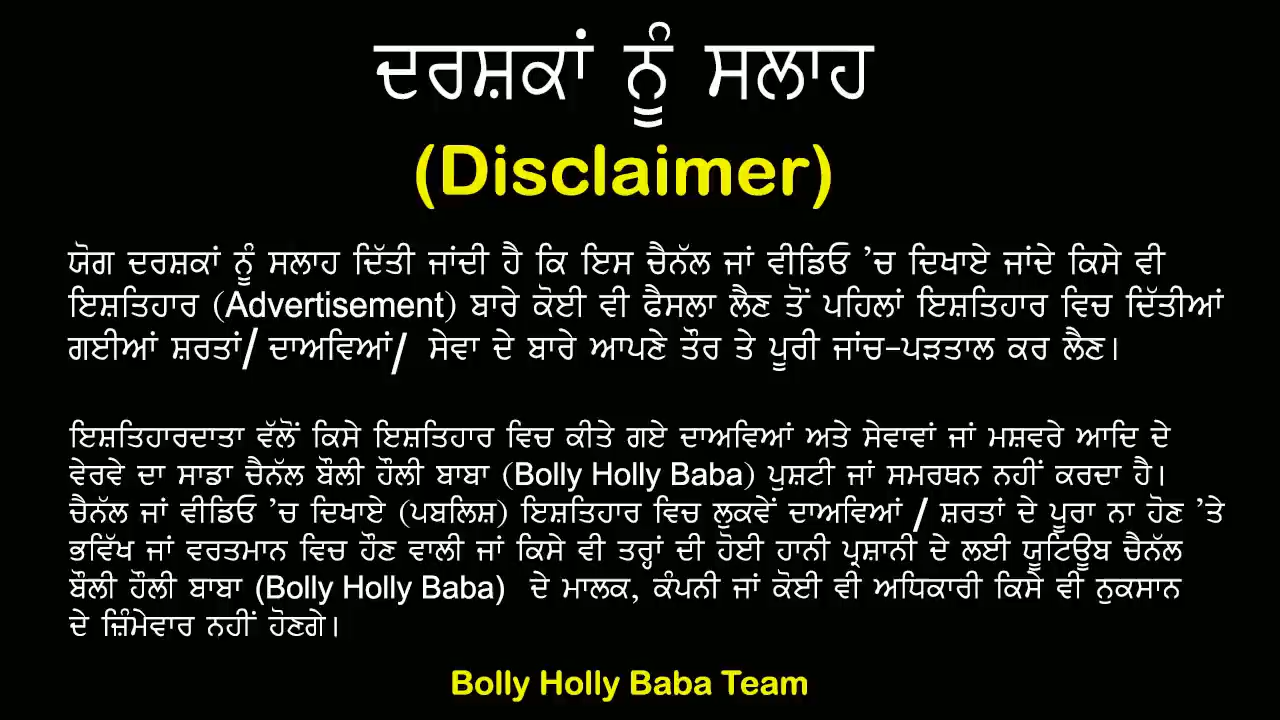 ਦਰਸ਼ਕਾਂ ਨੂੰ ਸਲਾਹ
(Disclaimer)
ਯੋਗ ਦਰਸ਼ਕਾਂ ਨੂੰ ਸਲਾਹ ਦਿੱਤੀ ਜਾਂਦੀ ਹੈ ਕਿ ਇਸ ਚੈਨੱਲ ਜਾਂ ਵੀਡਿਓ ’ਚ ਦਿਖਾਏ ਜਾਂਦੇ ਕਿਸੇ ਵੀ
ਇਸ਼ਤਿਹਾਰ (Advertisement) ਬਾਰੇ ਕੋਈ ਵੀ ਫੈਸਲਾ ਲੈਣ ਤੋਂ ਪਹਿਲਾਂ ਇਸ਼ਤਿਹਾਰ ਵਿਚ ਦਿੱਤੀਆਂ
ਗਈਆਂ ਸ਼ਰਤਾਂ/ ਦਾਅਵਿਆਂ/ ਸੇਵਾ ਦੇ ਬਾਰੇ ਆਪਣੇ ਤੌਰ ਤੇ ਪੂਰੀ ਜਾਂਚ-ਪੜਤਾਲ ਕਰ ਲੈਣ।
ਇਸ਼ਤਿਹਾਰਦਾਤਾ ਵੱਲੋਂ ਕਿਸੇ ਇਸ਼ਤਿਹਾਰ ਵਿਚ ਕੀਤੇ ਗਏ ਦਾਅਵਿਆਂ ਅਤੇ ਸੇਵਾਵਾਂ ਜਾਂ ਮਸ਼ਵਰੇ ਆਦਿ ਦੇ
ਵੇਰਵੇ ਦਾ ਸਾਡਾ ਚੈਨੱਲ ਬੌਲੀ ਹੌਲੀ ਬਾਬਾ (Bolly Holly Baba) ਪੁਸ਼ਟੀ ਜਾਂ ਸਮਰਥਨ ਨਹੀਂ ਕਰਦਾ ਹੈ।
ਚੈਨੱਲ ਜਾਂ ਵੀਡਿਓ ’ਚ ਦਿਖਾਏ (ਪਬਲਿਸ਼) ਇਸ਼ਤਿਹਾਰ ਵਿਚ ਲੁਕਵੇਂ ਦਾਅਵਿਆਂ / ਸ਼ਰਤਾਂ ਦੇ ਪੂਰਾ ਨਾ ਹੋਣ ’ਤੇ
ਭਵਿੱਖ ਜਾਂ ਵਰਤਮਾਨ ਵਿਚ ਹੌਣ ਵਾਲੀ ਜਾਂ ਕਿਸੇ ਵੀ ਤਰ੍ਹਾਂ ਦੀ ਹੋਈ ਹਾਨੀ ਪ੍ਰਸ਼ਾਨੀ ਦੇ ਲਈ ਯੂਟਿਊਬ ਚੈਨੱਲ
ਬੌਲੀ ਹੌਲੀ ਬਾਬਾ (Bolly Holly Baba) ਦੇ ਮਾਲਕ, ਕੰਪਨੀ ਜਾਂ ਕੋਈ ਵੀ ਅਧਿਕਾਰੀ ਕਿਸੇ ਵੀ ਨੁਕਸਾਨ
ਦੇ ਜ਼ਿੰਮੇਵਾਰ ਨਹੀਂ ਹੋਣਗੇ।
Bolly Holly Baba Team